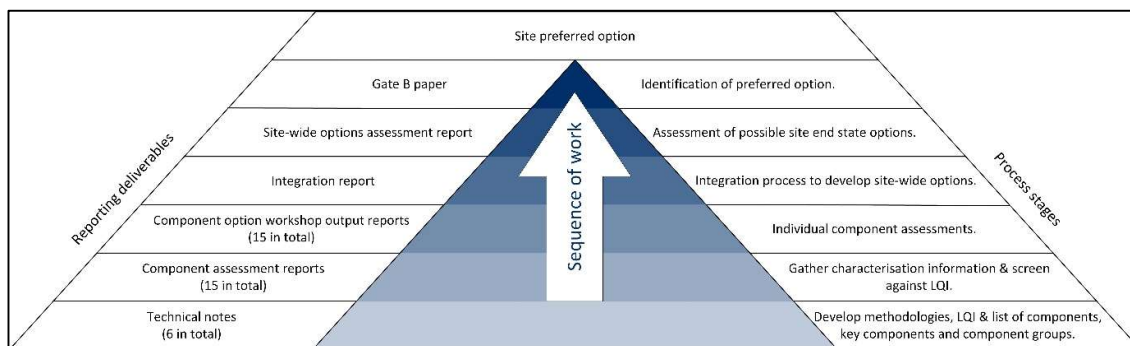 Site preferred option
Gate B paper
Identification of preferred option.
Site-wide options assessment report
Assessment of possible site end state options.
Reporting deliverables
Process stages
Integration report
Integration process to develop site-wide options.
Sequence of work
Component option workshop output reports
(15 in total)
Individual component assessments.
Component assessment reports
(15 in total)
Gather characterisation information & screen
against LQI.
Technical notes
(6 in total)
Develop methodologies, LQI & list of components,
key components and component groups.